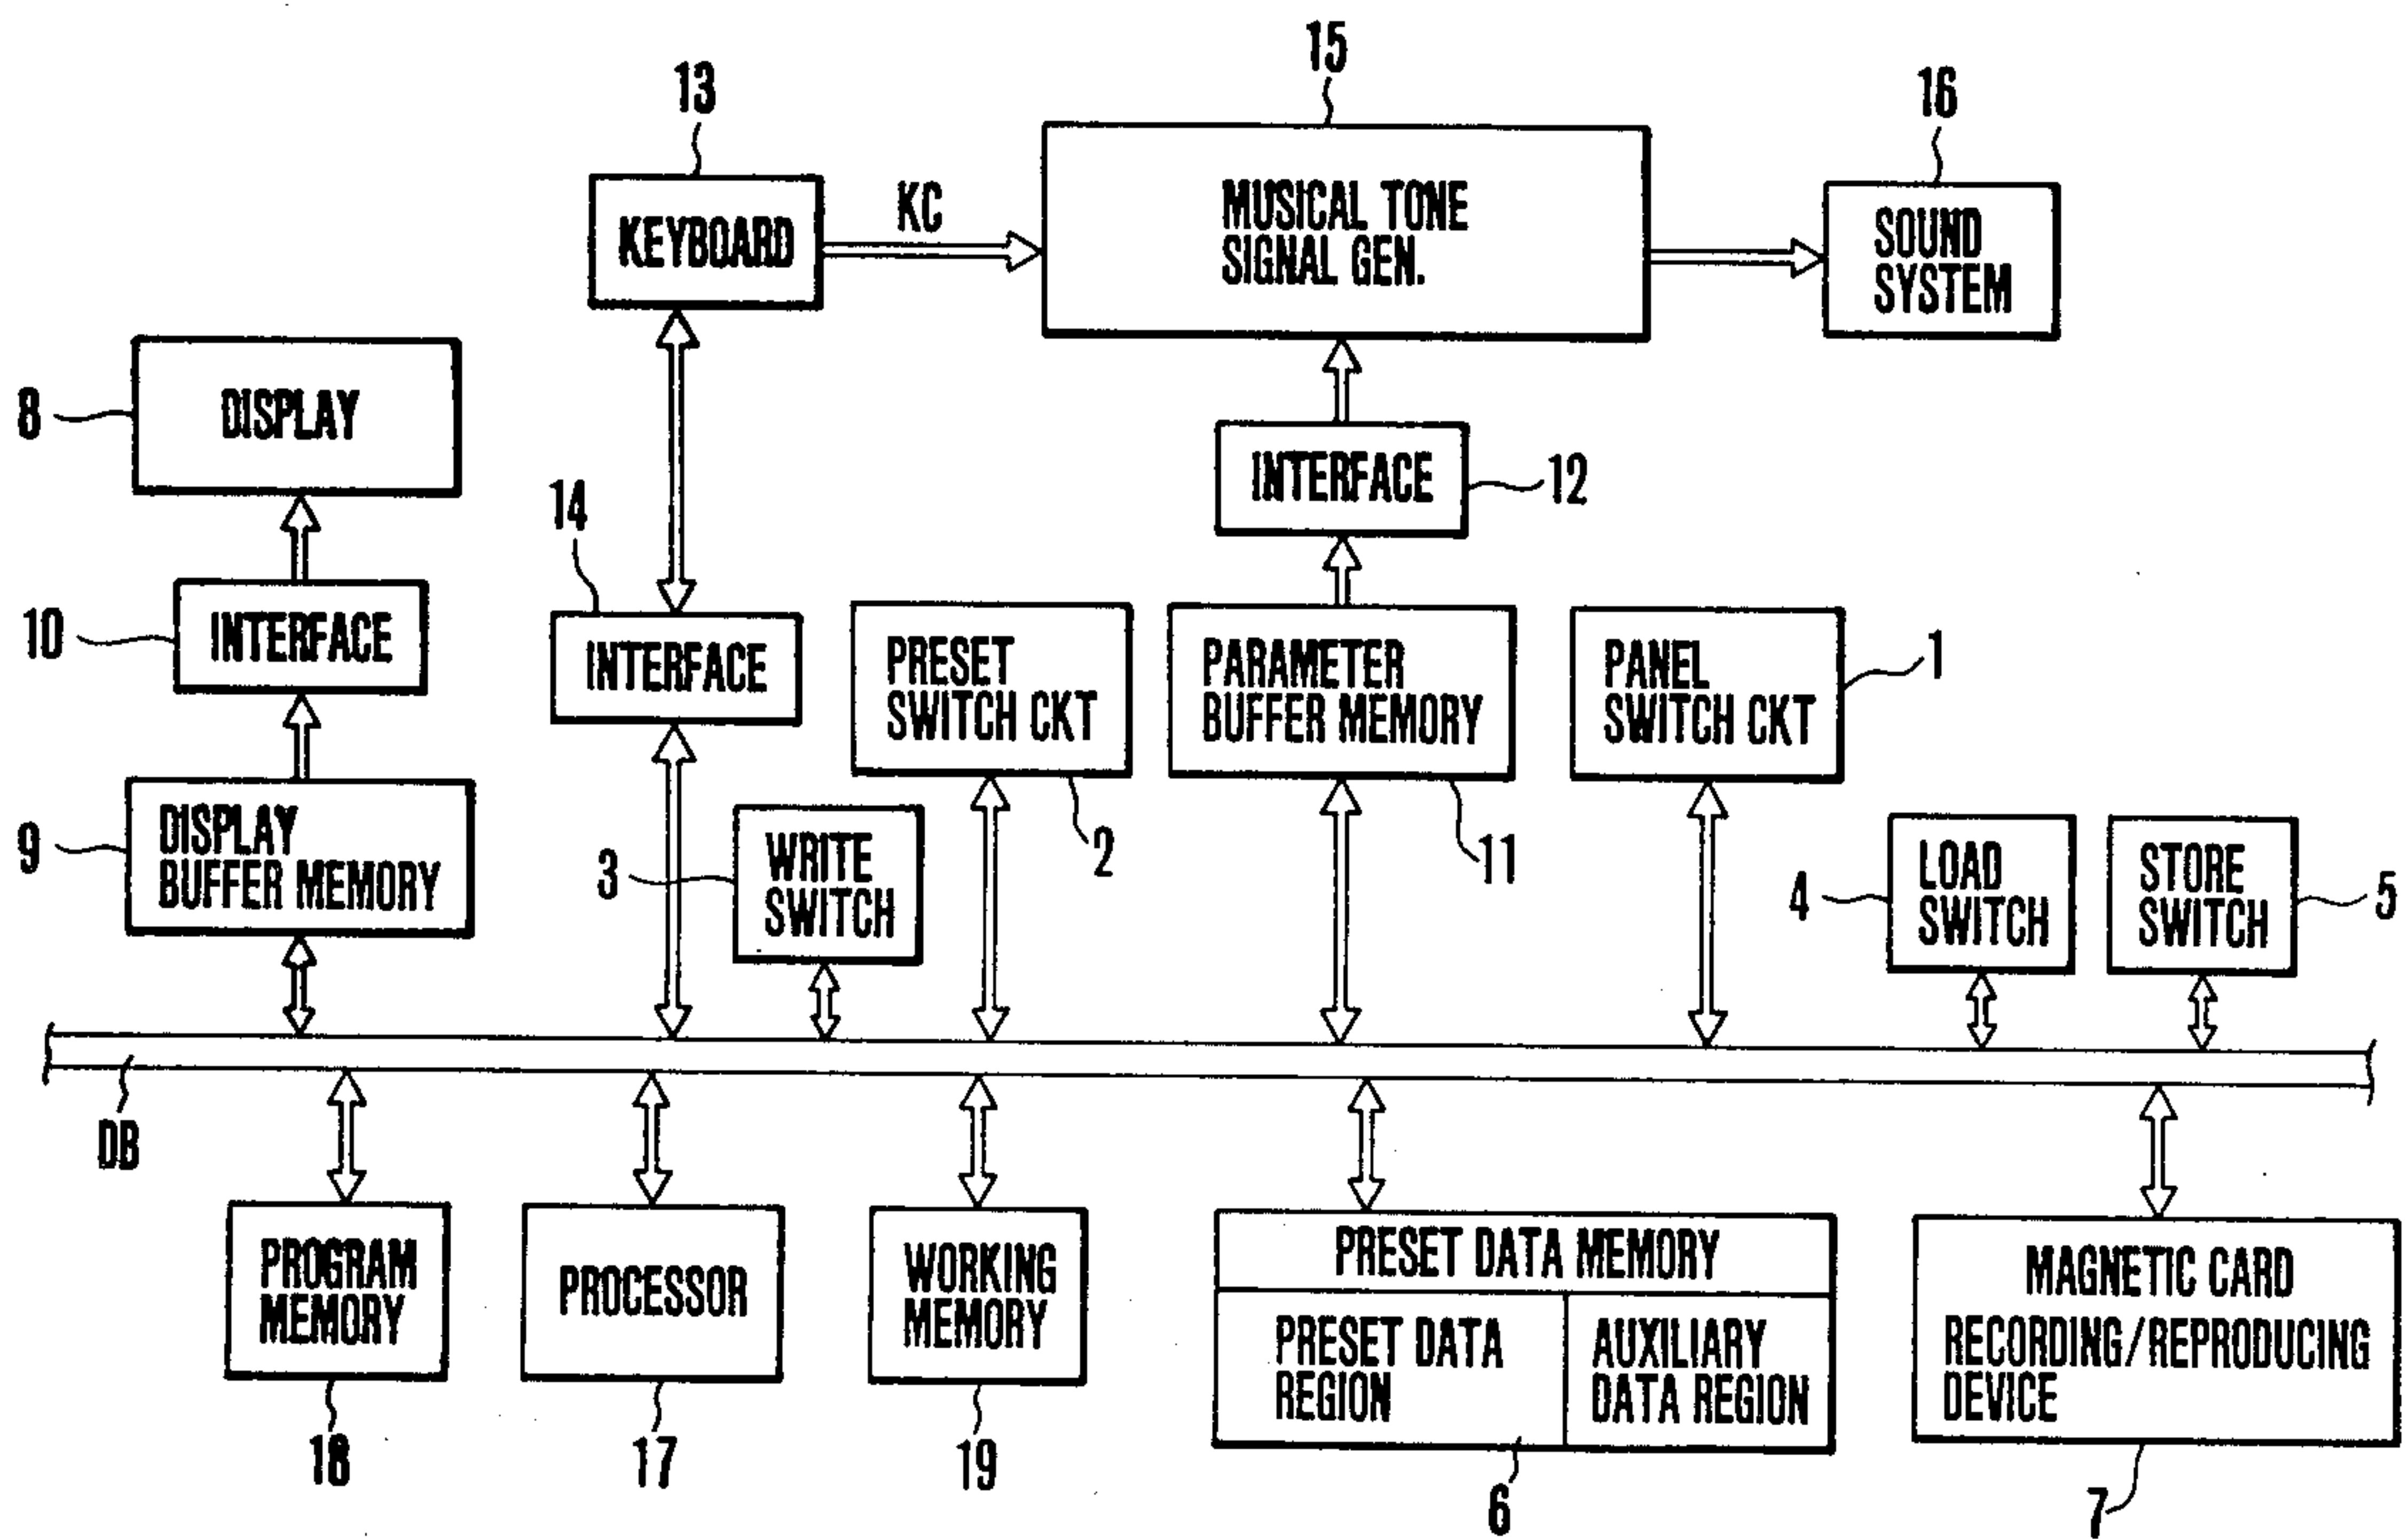 15
13
16
KC
KEYBOARD
MUSICAL TONE
SIGNAL GEN.
SOUND
SYSTEM
8
DISPLAY
14
INTERFACE
12
10
INTERFACE
INTERFACE
PRESET
SWITCH CKT
PARAMETER
BUFFER MEMORY
PANEL
SWITCH CKT
1
9
DISPLAY
BUFFER MEMORY
3
WRITE
SWITCH
2
11
4
LOAD
SWITCH
STORE
SWITCH
5
DB
PROGRAM
MEMORY
PROCESSOR
WORKING
MEMORY
PRESET DATA MEMORY
PRESET DATA
REGION
AUXILIARY
DATA REGION
MAGNETIC CARD
RECORDING/REPRODUCING
DEVICE
18
17
19
6
7